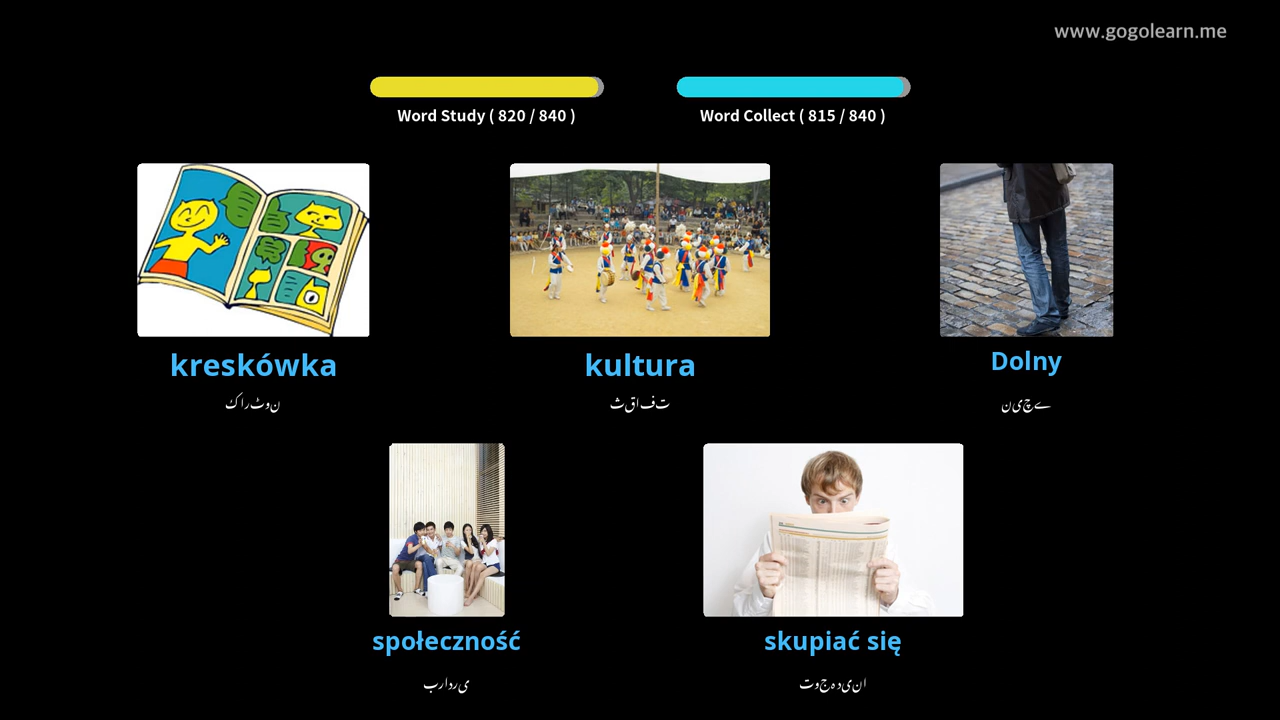 www.gogolearn.me
Word Study ( 820 / 840 )
Word Collect ( 815 / 840 )
kreskówka
کارٹون
kultura
ثقافت
Dolny
نیچے
społeczność
برادری
skupiać się
توجہ دینا